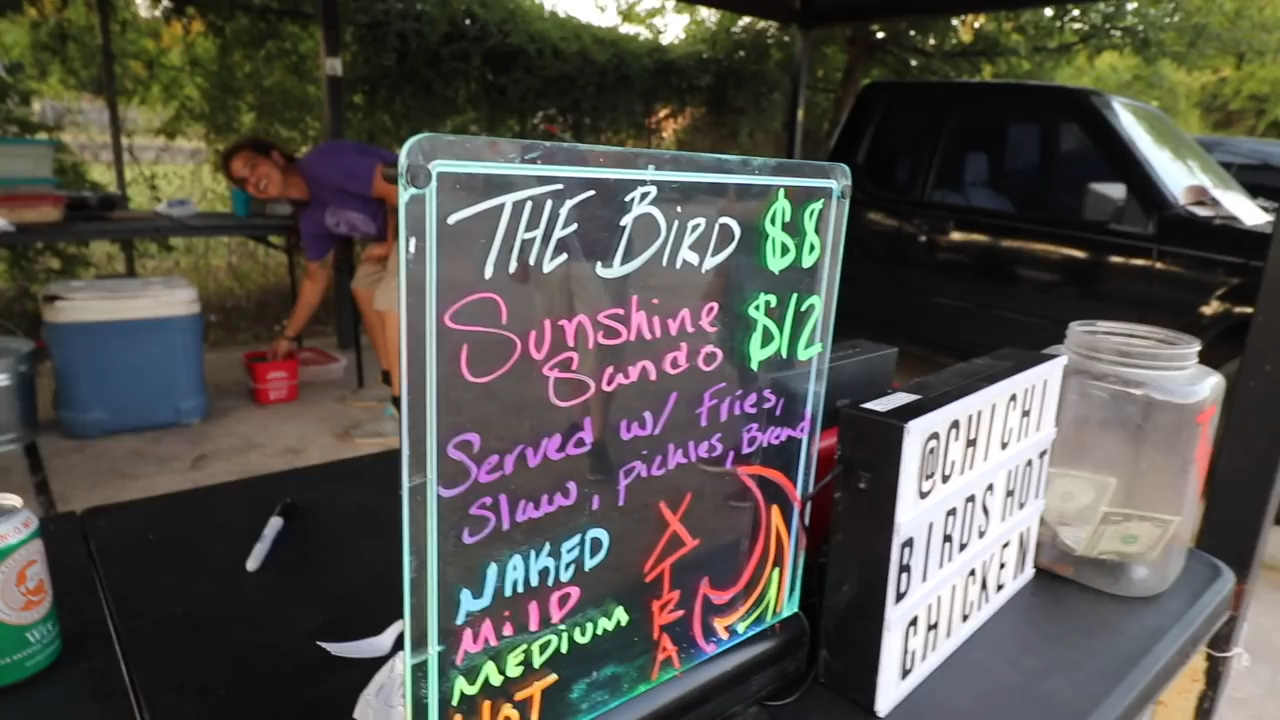 THE BiRD $8
Sunshine $12
Sando
Served w/ fries,
Slaw, pickles, Bread
NAKED
MilD
MEDIUM
HOT
XTRA
@CHICHI
BIRDS HOT
CHICKEN